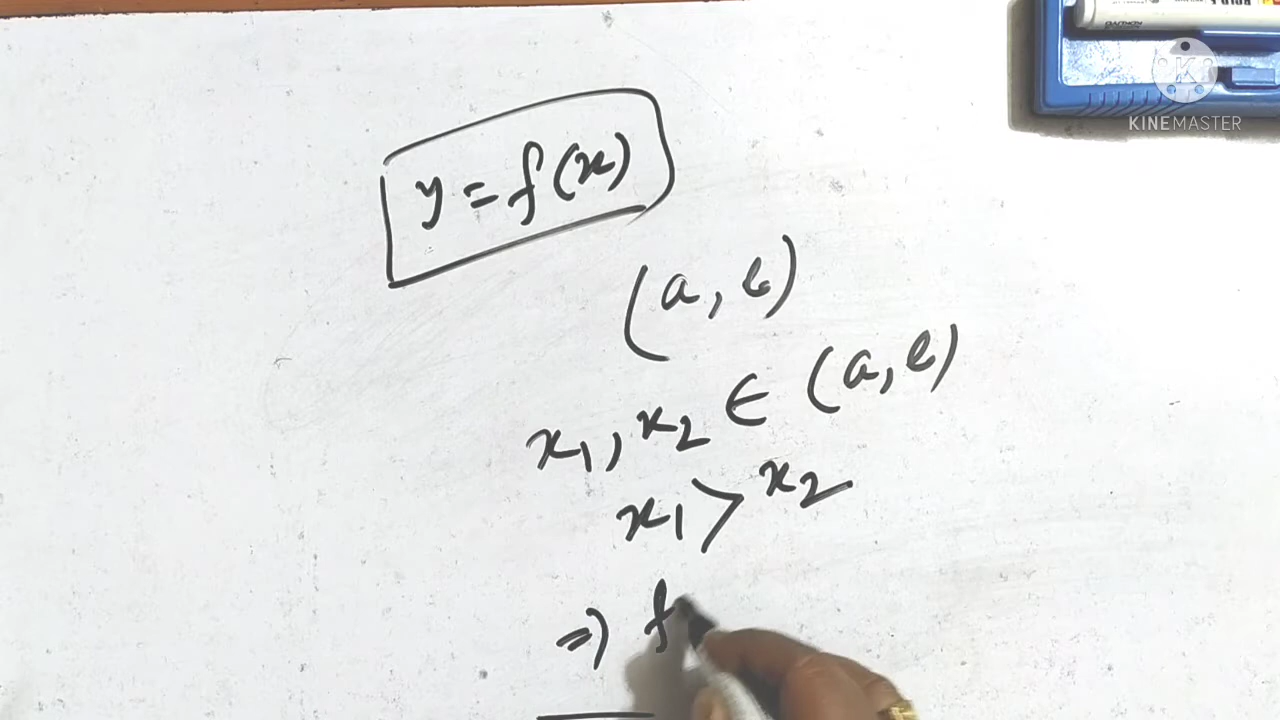 y = f(x)
(a, b)
x₁, x₂ ∈ (a, b)
x₁ > x₂
⇒ f
KINEMASTER